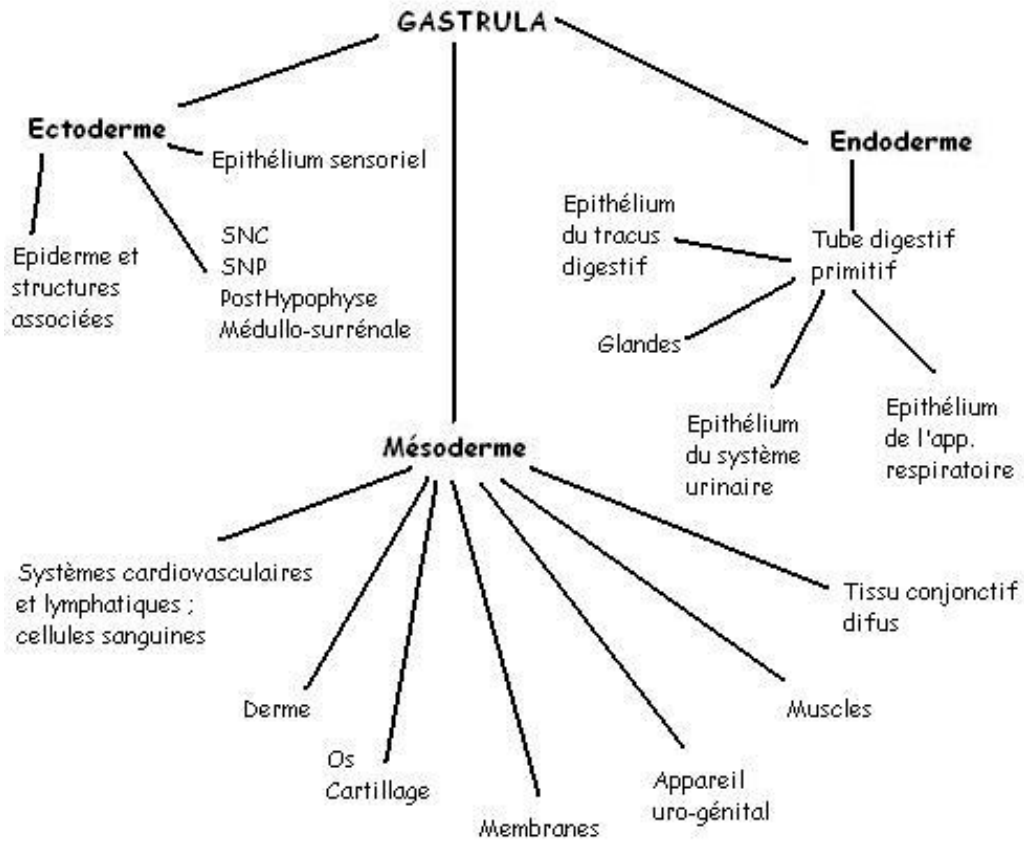 GASTRULA
Ectoderme
Epithélium sensoriel
Epiderme et
structures
associées
SNC
SNP
PostHypophyse
Médullo-surrénale
Endoderme
Tube digestif
primitif
Epithélium
du tracus
digestif
Glandes
Epithélium
du système
urinaire
Epithélium
de l'app.
respiratoire
Mésoderme
Systèmes cardiovasculaires
et lymphatiques ;
cellules sanguines
Derme
Os
Cartillage
Membranes
Appareil
uro-génital
Muscles
Tissu conjonctif
difus